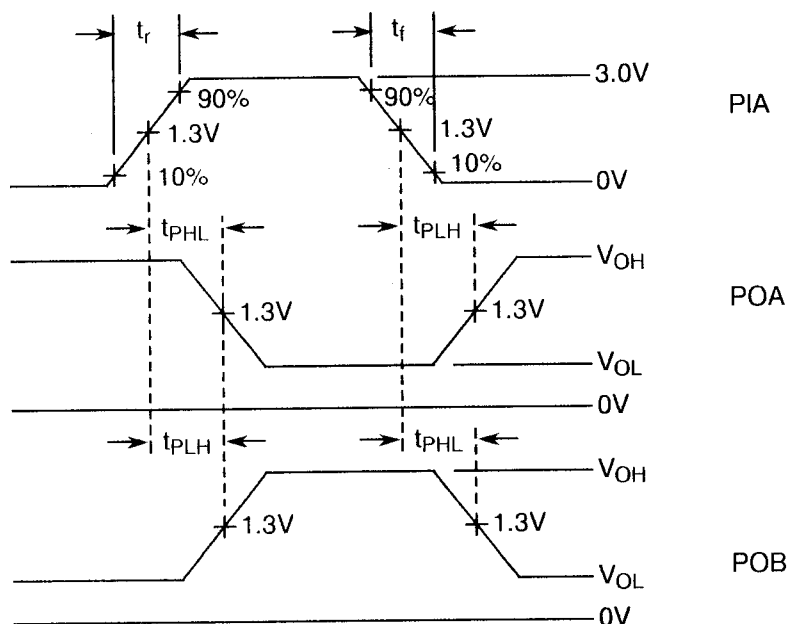 tr tf
3.0V
90% 90% PIA
1.3V 1.3V
10% 10%
0V
tPHL tPLH
VOH
1.3V 1.3V POA
VOL
0V
tPLH tPHL
VOH
1.3V 1.3V
VOL POB
0V